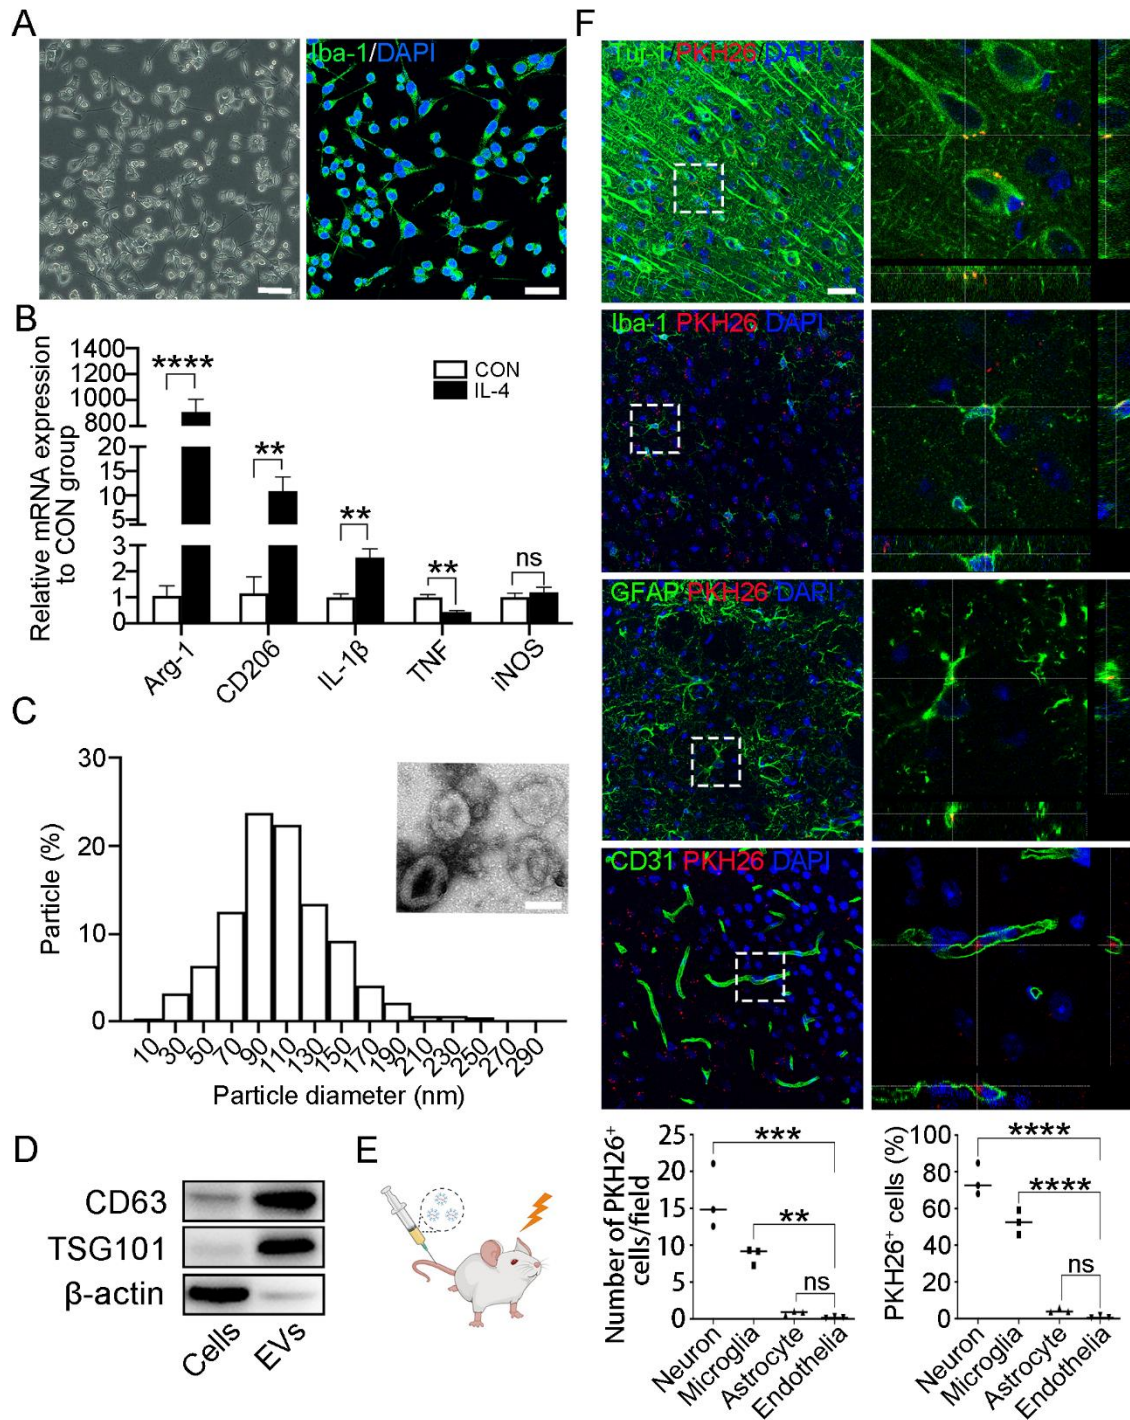 A
Iba-1/DAPI
B
Relative mRNA expression
to CON group
1400
1200
1000
800
20
15
10
5
3
2
1
0
****
**
**
**
ns
CON
IL-4
Arg-1
CD206
IL-1β
TNF
iNOS
C
Particle (%)
30
20
10
0
10
30
50
70
90
110
130
150
170
190
210
230
250
270
290
Particle diameter (nm)
D
CD63
TSG101
β-actin
Cells
EVs
E
F
Tuj-1/PKH26/DAPI
Iba-1 PKH26 DAPI
GFAP PKH26 DAPI
CD31 PKH26 DAPI
Number of PKH26⁺
cells/field
25
20
15
10
5
0
***
**
ns
Neuron
Microglia
Astrocyte
Endothelia
PKH26⁺ cells (%)
100
80
60
40
20
0
****
****
ns
Neuron
Microglia
Astrocyte
Endothelia